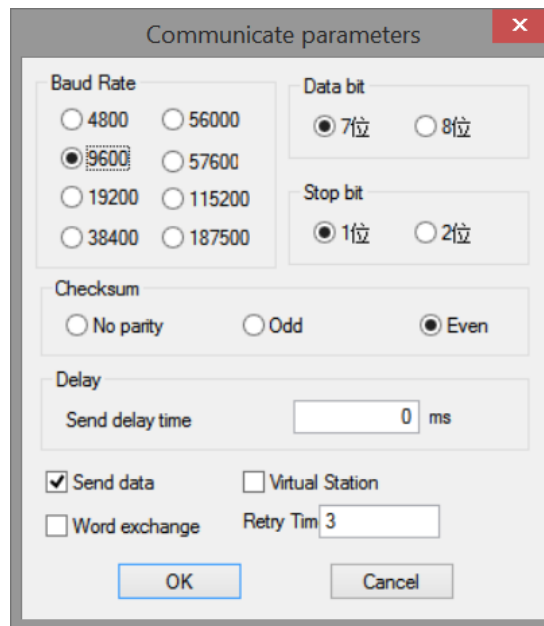 Communicate parameters
Baud Rate
4800 56000
9600 57600
19200 115200
38400 187500
Data bit
7位 8位
Stop bit
1位 2位
Checksum
No parity Odd Even
Delay
Send delay time 0 ms
Send data Virtual Station
Word exchange Retry Tim 3
OK Cancel